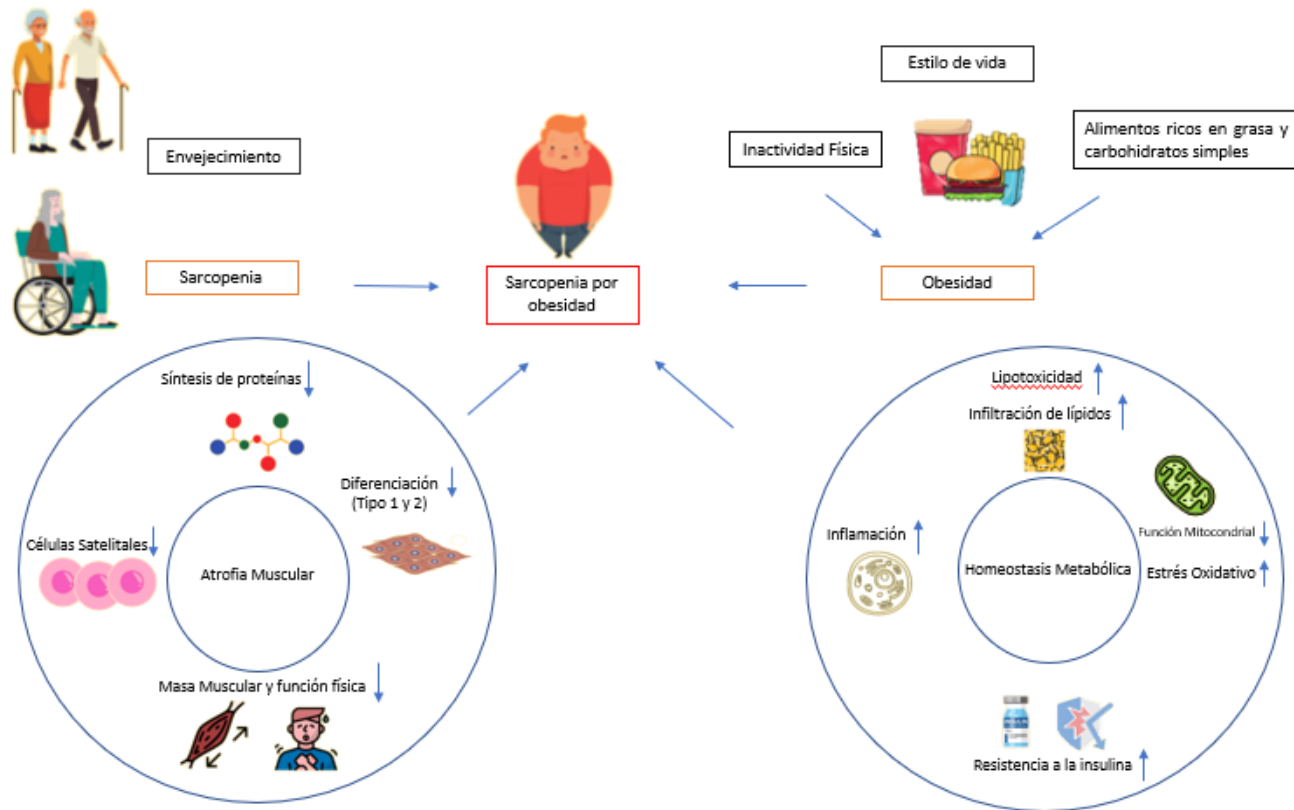 Estilo de vida
Envejecimiento
Inactividad Física
Alimentos ricos en grasa y
carbohidratos simples
Sarcopenia
Sarcopenia por
obesidad
Obesidad
Síntesis de proteínas
Diferenciación
(Tipo 1 y 2)
Células Satelitales
Atrofia Muscular
Masa Muscular y función física
Lipotoxicidad
Infiltración de lípidos
Inflamación
Función Mitocondrial
Homeostasis Metabólica
Estrés Oxidativo
Resistencia a la insulina